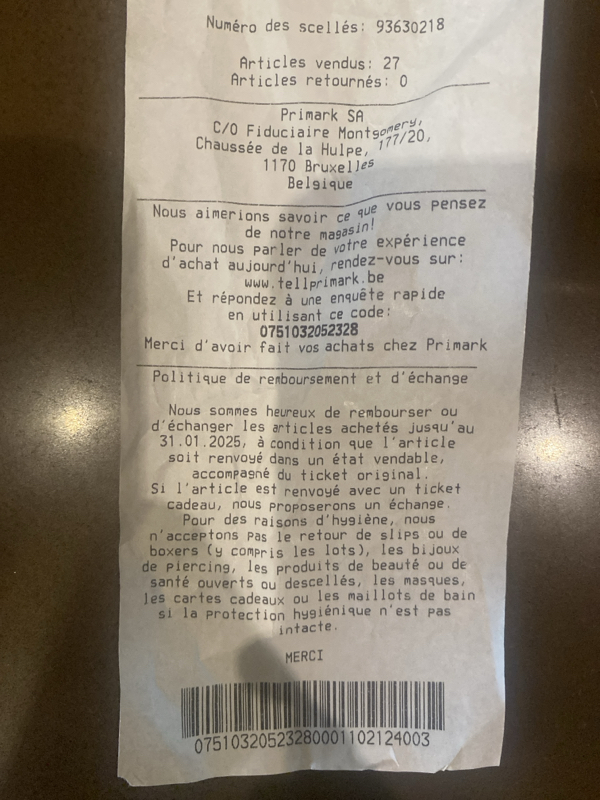 Numéro des scellés: 93630218
Articles vendus: 27
Articles retournés: 0
Primark SA
C/O Fiduciaire Montgomery,
Chaussée de la Hulpe, 177/20,
1170 Bruxelles
Belgique
Nous aimerions savoir ce que vous pensez
de notre magasin!
Pour nous parler de votre expérience
d'achat aujourd'hui, rendez-vous sur:
www.tellprimark.be
Et répondez à une enquête rapide
en utilisant ce code:
0751032052328
Merci d'avoir fait vos achats chez Primark
Politique de remboursement et d'échange
Nous sommes heureux de rembourser ou
d'échanger les articles achetés jusqu'au
31.01.2025, à condition que l'article
soit renvoyé dans un état vendable,
accompagné du ticket original.
Si l'article est renvoyé avec un ticket
cadeau, nous proposerons un échange.
Pour des raisons d'hygiène, nous
n'acceptons pas le retour de slips ou de
boxers (y compris les lots), les bijoux
de piercing, les produits de beauté ou de
santé ouverts ou descellés, les masques,
les cartes cadeaux ou les maillots de bain
si la protection hygiénique n'est pas
intacte.
MERCI
07510320523280001102124003